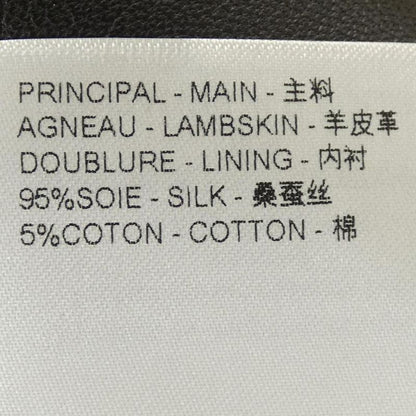 PRINCIPAL - MAIN - 主料
AGNEAU - LAMBSKIN - 羊皮革
DOUBLURE - LINING - 内衬
95%SOIE - SILK - 桑蚕丝
5%COTON - COTTON - 棉